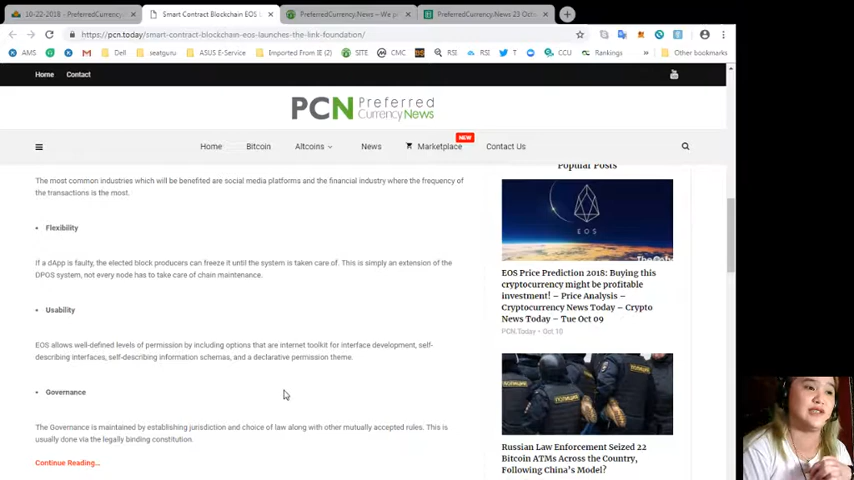 10-22-2018 - PreferredCurrency.
Smart Contract Blockchain EOS L
PreferredCurrency.News – We pl
PreferredCurrency.News 23 Octo
https://pcn.today/smart-contract-blockchain-eos-launches-the-link-foundation/
AMS
Dell
seatguru
ASUS E-Service
Imported From IE (2)
SITE
CMC
RSI
RSI
T
CCU
Rankings
Other bookmarks
Home Contact
PCN Preferred
CurrencyNews
NEW
Home Bitcoin Altcoins News Marketplace Contact Us
The most common industries which will be benefited are social media platforms and the financial industry where the frequency of
the transactions is the most.
• Flexibility
If a dApp is faulty, the elected block producers can freeze it until the system is taken care of. This is simply an extension of the
DPOS system, not every node has to take care of chain maintenance.
• Usability
EOS allows well-defined levels of permission by including options that are internet toolkit for interface development, self-
describing interfaces, self-describing information schemas, and a declarative permission theme.
• Governance
The Governance is maintained by establishing jurisdiction and choice of law along with other mutually accepted rules. This is
usually done via the legally binding constitution.
Continue Reading...
Popular Posts
EOS
EOS Price Prediction 2018: Buying this
cryptocurrency might be profitable
investment! – Price Analysis –
Cryptocurrency News Today – Crypto
News Today – Tue Oct 09
PCN.Today • Oct 10
ПОЛИЦИЯ
ПОЛИЦИЯ
Russian Law Enforcement Seized 22
Bitcoin ATMs Across the Country,
Following China's Model?